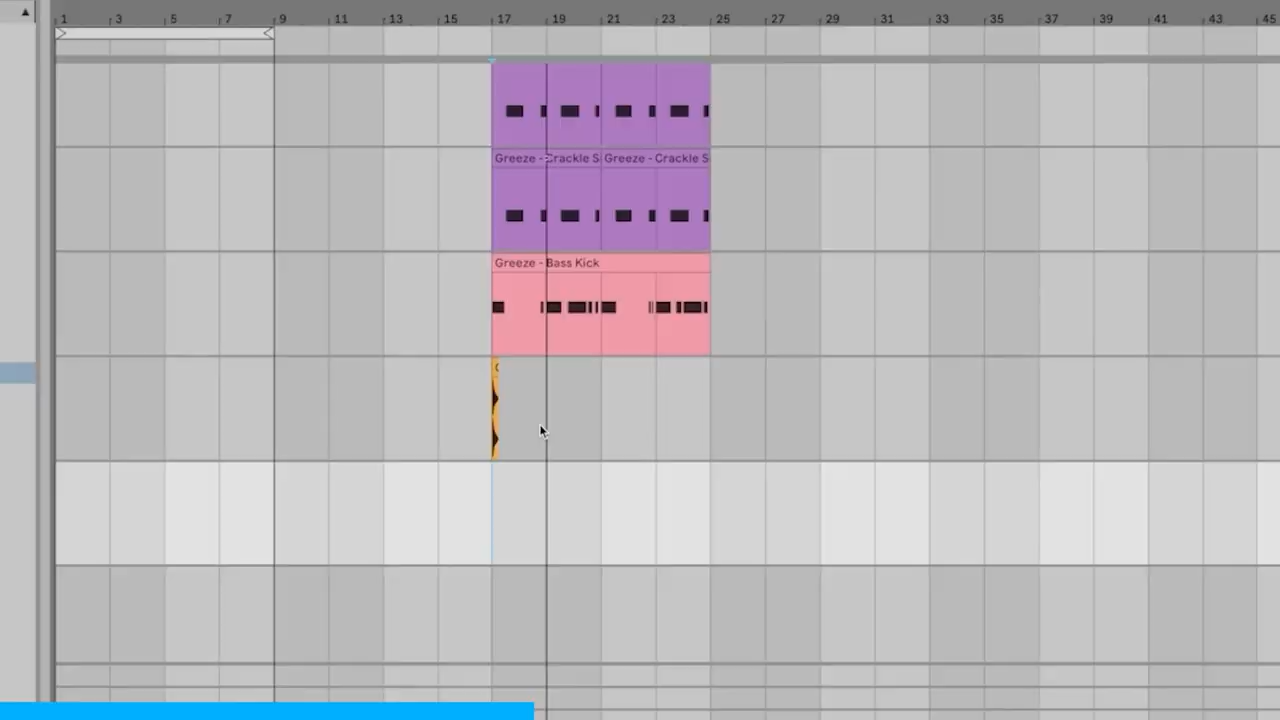 1 3 5 7 9 11 13 15 17 19 21 23 25 27 29 31 33 35 37 39 41 43 45
Greeze - Crackle S Greeze - Crackle S
Greeze - Bass Kick